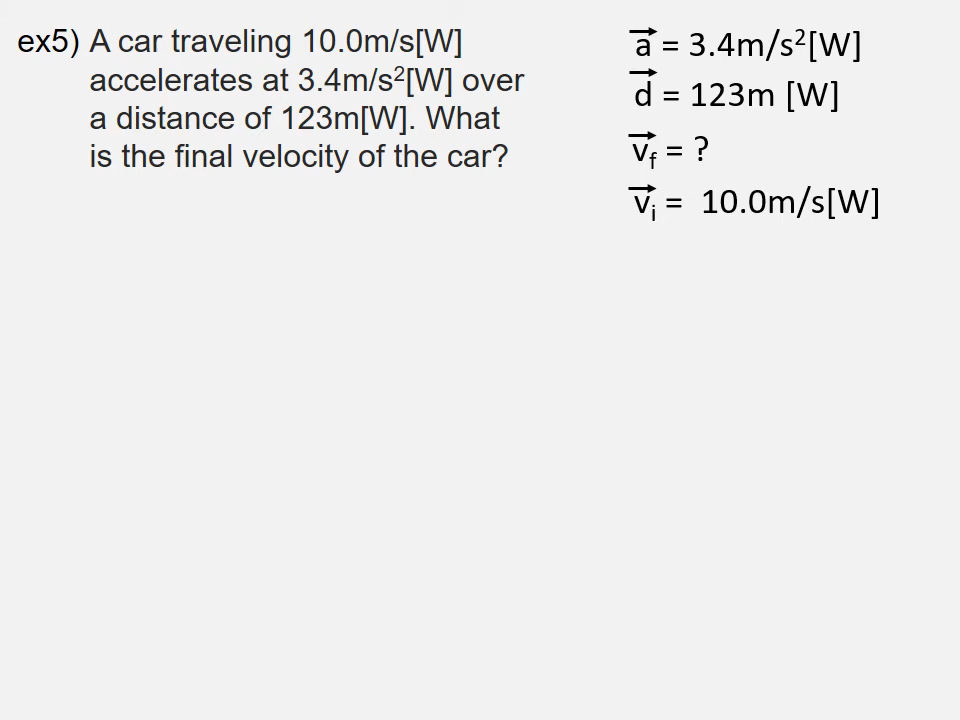 ex5) A car traveling 10.0m/s[W]
accelerates at 3.4m/s²[W] over
a distance of 123m[W]. What
is the final velocity of the car?
a⃗ = 3.4m/s²[W]
d⃗ = 123m [W]
v⃗f = ?
v⃗i = 10.0m/s[W]